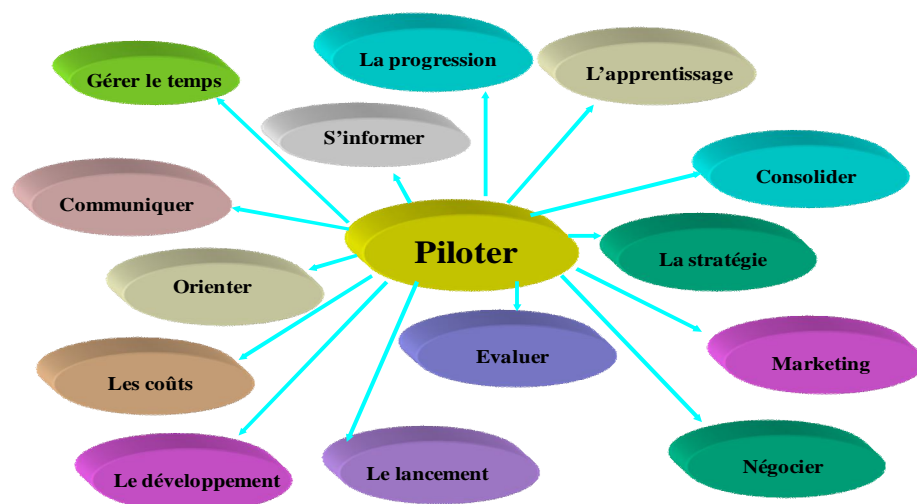 La progression
L’apprentissage
Gérer le temps
S’informer
Consolider
Communiquer
Piloter
La stratégie
Orienter
Evaluer
Marketing
Les coûts
Le développement
Le lancement
Négocier